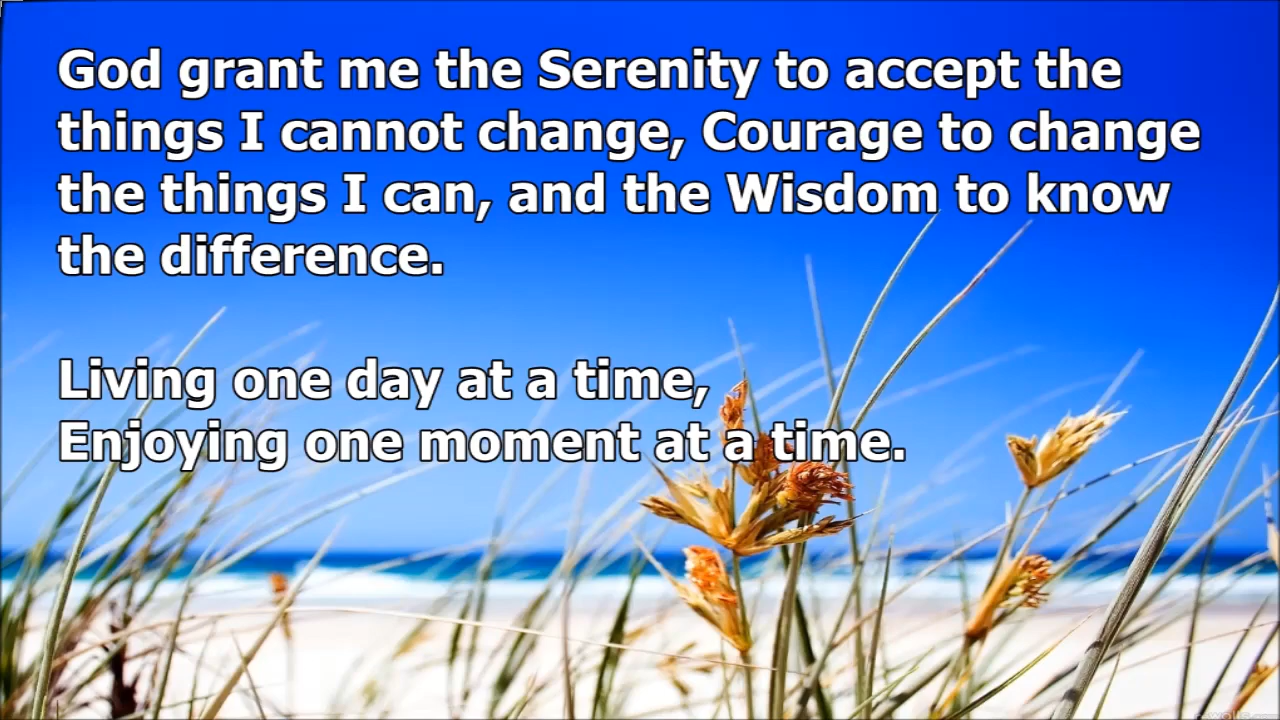 God grant me the Serenity to accept the
things I cannot change, Courage to change
the things I can, and the Wisdom to know
the difference.
Living one day at a time,
Enjoying one moment at a time.